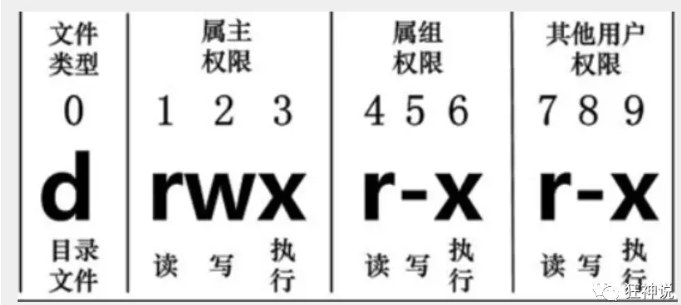 文件 属主 属组 其他用户
类型 权限 权限 权限
0 1 2 3 4 5 6 7 8 9
d rwx r-x r-x
目录 读 写 执 读 写 执 读 写 执
文件 行 行 行
狂神说